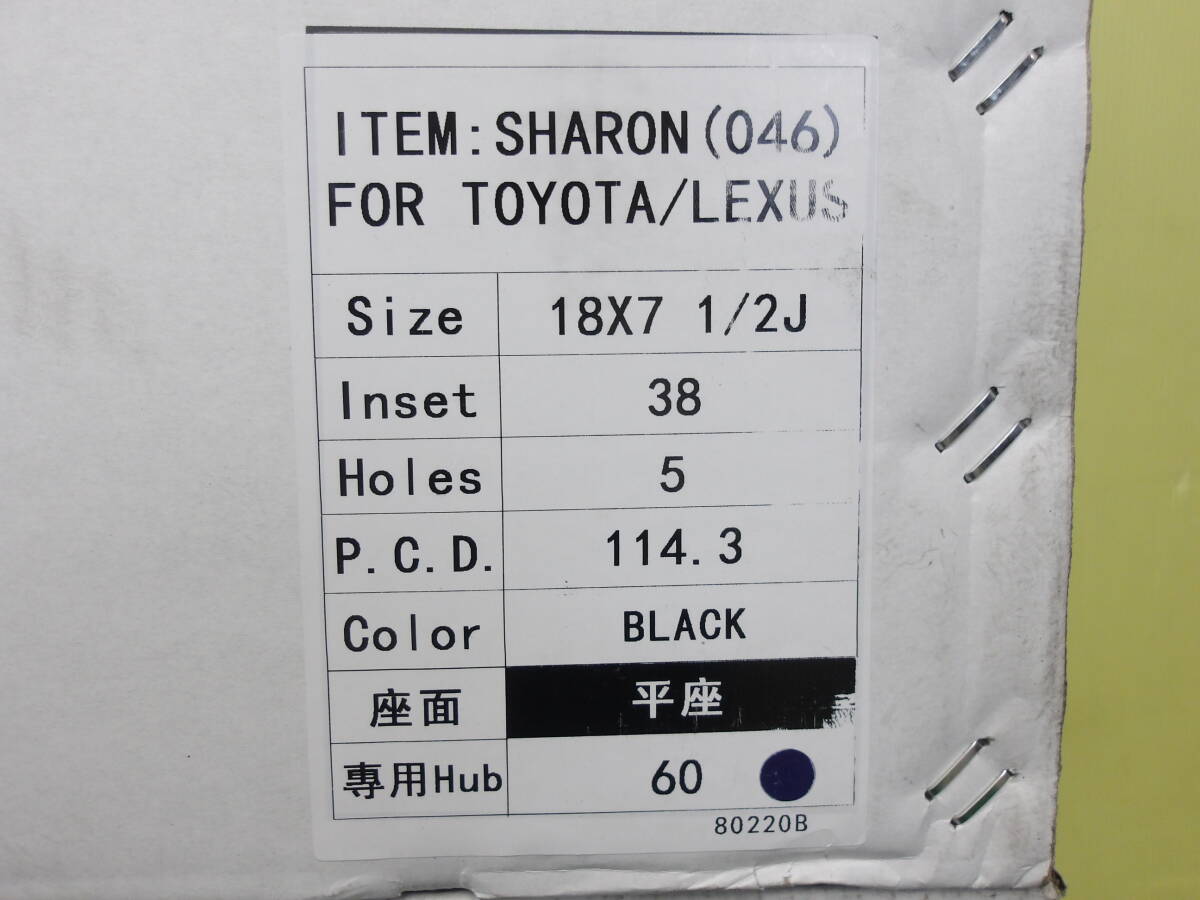 ITEM:SHARON(046)
FOR TOYOTA/LEXUS
Size 18X7 1/2J
Inset 38
Holes 5
P.C.D. 114.3
Color BLACK
座面 平座
專用Hub 60
80220B